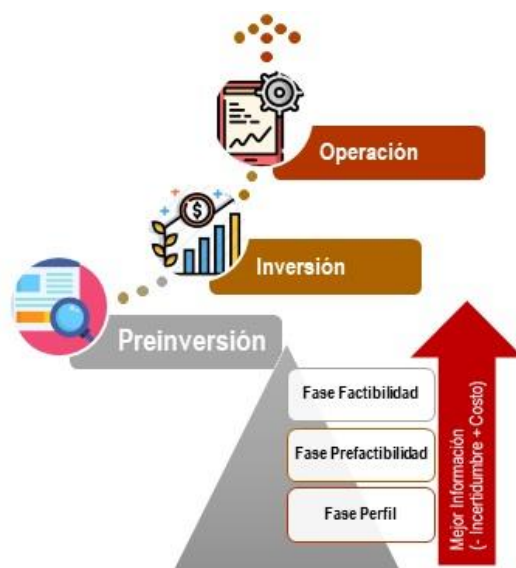 Operación
Inversión
Preinversión
Fase Factibilidad
Fase Prefactibilidad
Fase Perfil
Mejor Información
(- Incertidumbre + Costo)